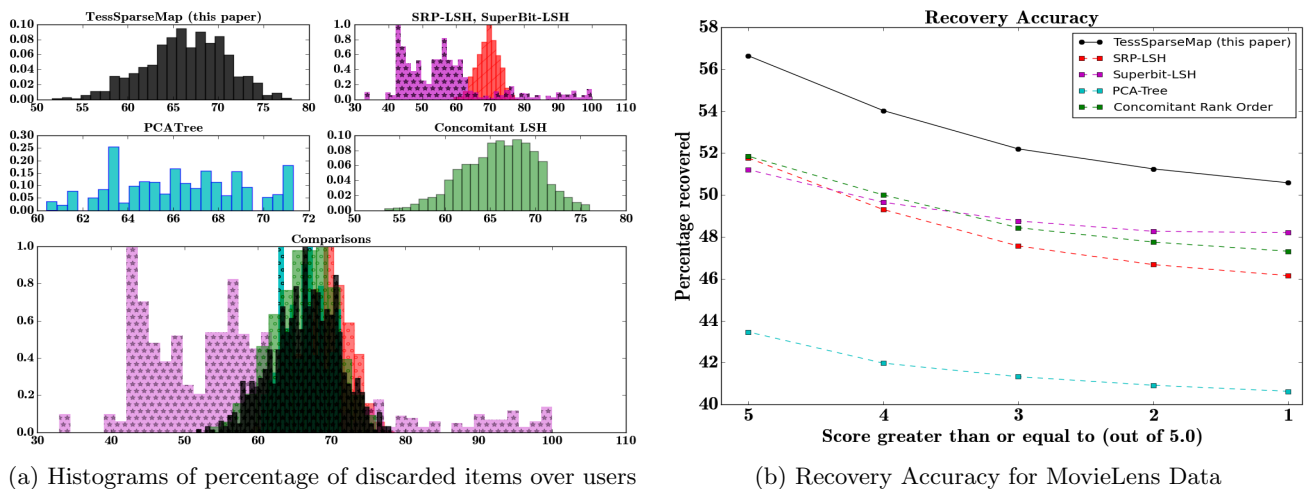 TessSparseMap (this paper)
0.10
0.08
0.06
0.04
0.02
0.00
50 55 60 65 70 75 80
SRP-LSH, SuperBit-LSH
1.0
0.8
0.6
0.4
0.2
0.0
30 40 50 60 70 80 90 100 110
PCATree
0.30
0.25
0.20
0.15
0.10
0.05
0.00
60 62 64 66 68 70 72
Concomitant LSH
0.10
0.08
0.06
0.04
0.02
0.00
50 55 60 65 70 75 80
Comparisons
1.0
0.8
0.6
0.4
0.2
0.0
30 40 50 60 70 80 90 100 110
(a) Histograms of percentage of discarded items over users
Recovery Accuracy
Percentage recovered
58
56
54
52
50
48
46
44
42
40
TessSparseMap (this paper)
SRP-LSH
Superbit-LSH
PCA-Tree
Concomitant Rank Order
5 4 3 2 1
Score greater than or equal to (out of 5.0)
(b) Recovery Accuracy for MovieLens Data